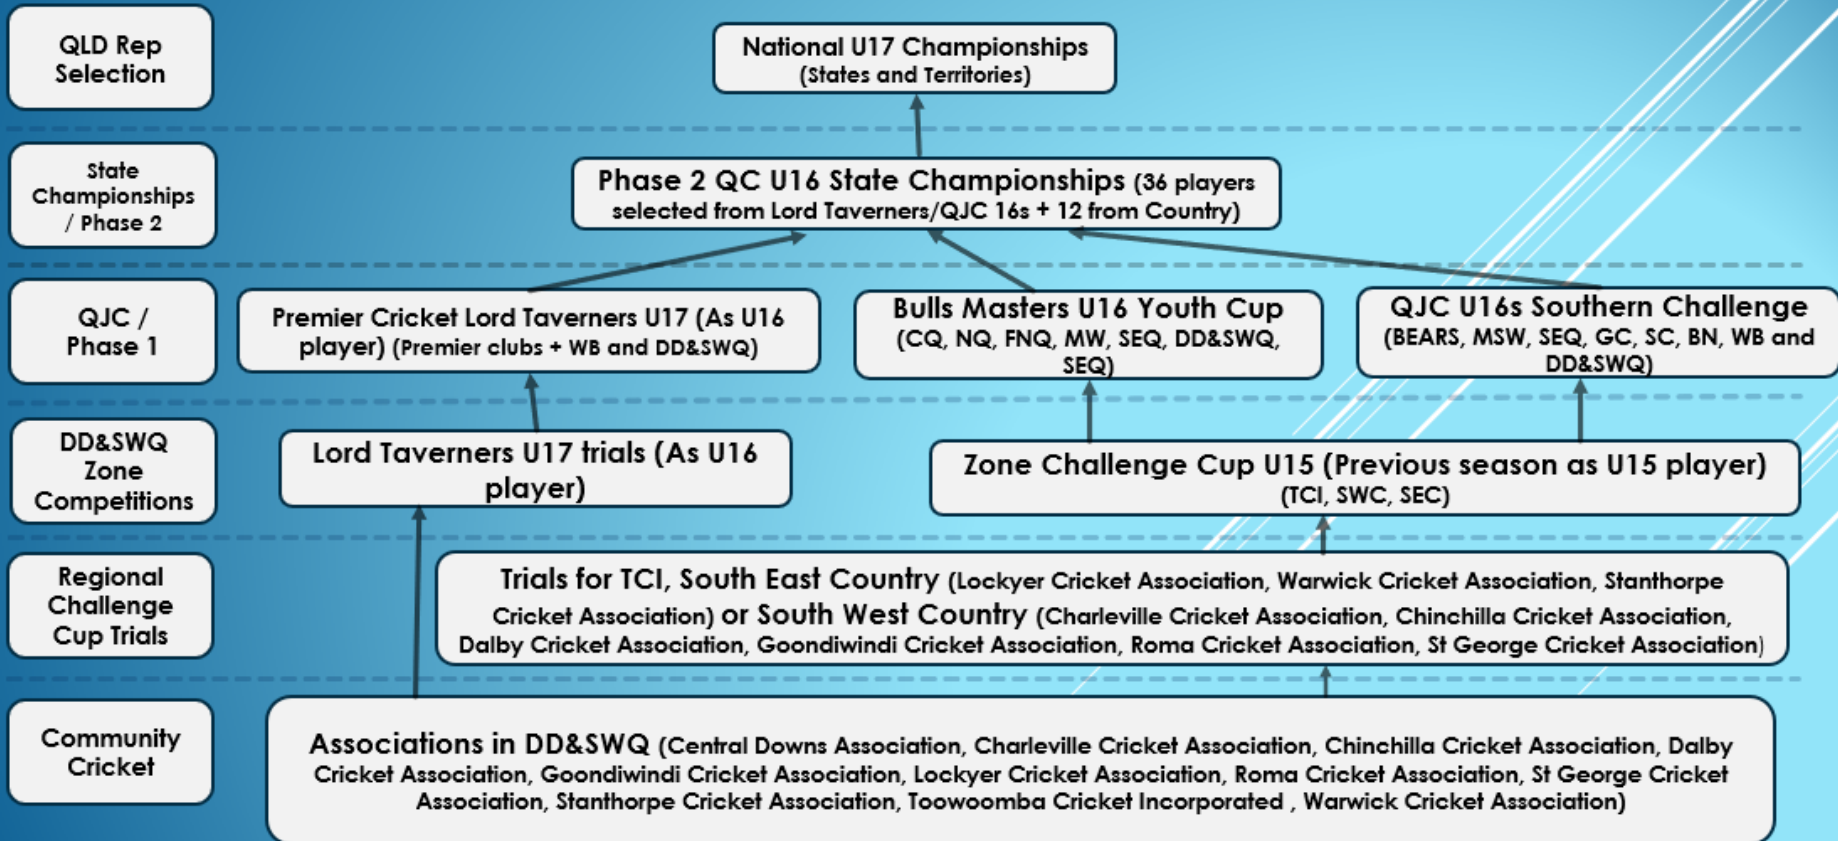 QLD Rep
Selection
National U17 Championships
(States and Territories)
State
Championships
/ Phase 2
Phase 2 QC U16 State Championships (36 players
selected from Lord Taverners/QJC 16s + 12 from Country)
QJC /
Phase 1
Premier Cricket Lord Taverners U17 (As U16
player) (Premier clubs + WB and DD&SWQ)
Bulls Masters U16 Youth Cup
(CQ, NQ, FNQ, MW, SEQ, DD&SWQ,
SEQ)
QJC U16s Southern Challenge
(BEARS, MSW, SEQ, GC, SC, BN, WB and
DD&SWQ)
DD&SWQ
Zone
Competitions
Lord Taverners U17 trials (As U16
player)
Zone Challenge Cup U15 (Previous season as U15 player)
(TCI, SWC, SEC)
Regional
Challenge
Cup Trials
Trials for TCI, South East Country (Lockyer Cricket Association, Warwick Cricket Association, Stanthorpe
Cricket Association) or South West Country (Charleville Cricket Association, Chinchilla Cricket Association,
Dalby Cricket Association, Goondiwindi Cricket Association, Roma Cricket Association, St George Cricket Association)
Community
Cricket
Associations in DD&SWQ (Central Downs Association, Charleville Cricket Association, Chinchilla Cricket Association, Dalby
Cricket Association, Goondiwindi Cricket Association, Lockyer Cricket Association, Roma Cricket Association, St George Cricket
Association, Stanthorpe Cricket Association, Toowoomba Cricket Incorporated , Warwick Cricket Association)